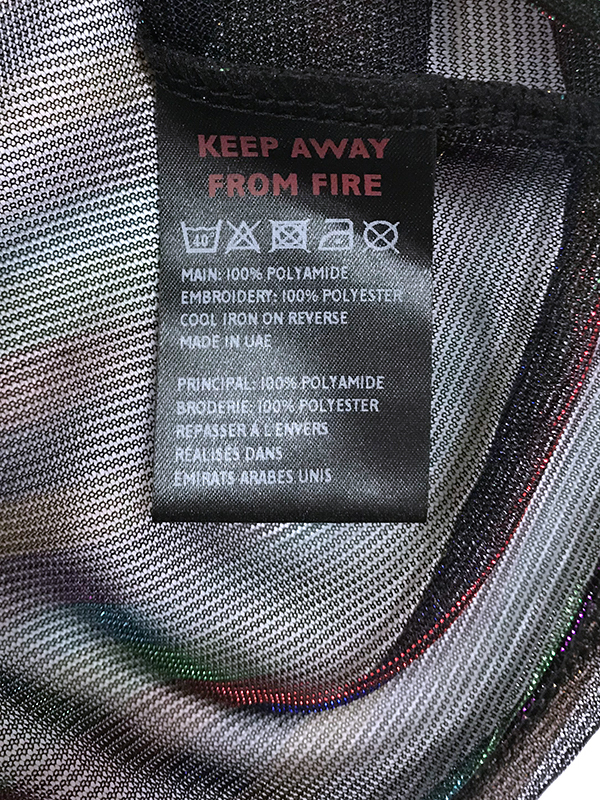 KEEP AWAY
FROM FIRE
40
MAIN: 100% POLYAMIDE
EMBROIDERY: 100% POLYESTER
COOL IRON ON REVERSE
MADE IN UAE
PRINCIPAL: 100% POLYAMIDE
BRODERIE: 100% POLYESTER
REPASSER À L'ENVERS
RÉALISÉS DANS
ÉMIRATS ARABES UNIS